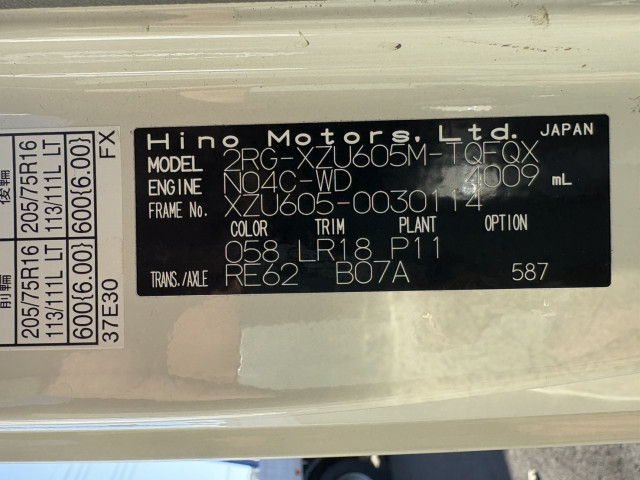 Hino Motors, Ltd. JAPAN
MODEL 2RG-XZU605M-TQFQX
ENGINE N04C-WD 4009 mL
FRAME No. XZU605-0030114
COLOR TRIM PLANT OPTION
058 LR18 P11
TRANS./AXLE RE62 B07A 587
前輪 後輪
205/75R16 205/75R16
113/111L LT 113/111L LT
600{6.00} 600{6.00}
37E30 FX